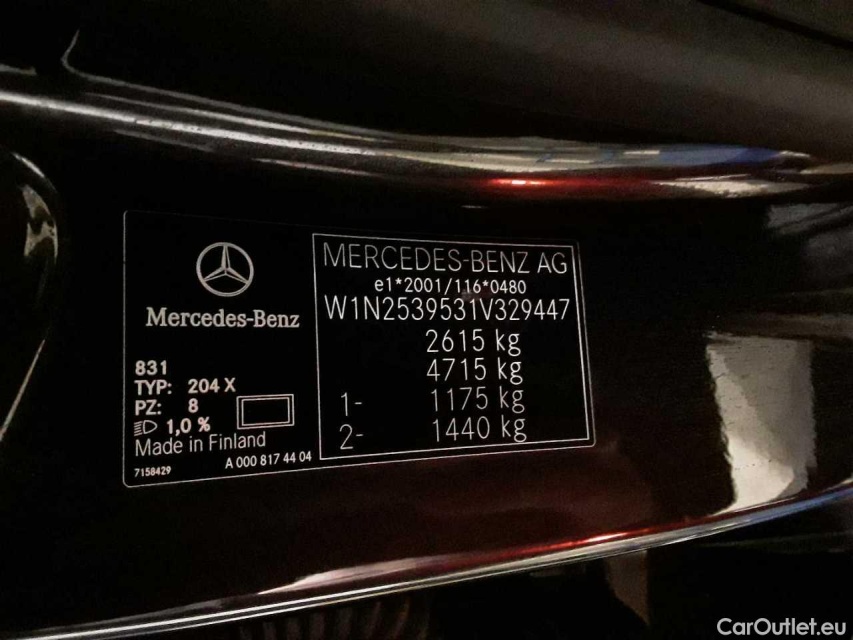 Mercedes-Benz
831
TYP: 204 X
PZ: 8
1,0 %
Made in Finland
7158429 A 000 817 44 04
MERCEDES-BENZ AG
e1*2001/116*0480
W1N2539531V329447
2615 kg
4715 kg
1- 1175 kg
2- 1440 kg
CarOutlet.eu